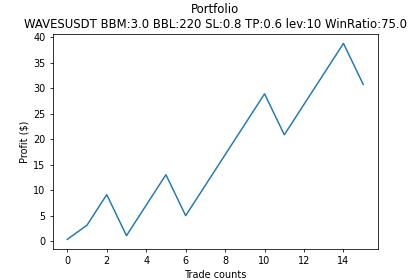 Portfolio
WAVESUSDT BBM:3.0 BBL:220 SL:0.8 TP:0.6 lev:10 WinRatio:75.0
40
35
30
25
20
15
10
5
0
Profit ($)
0 2 4 6 8 10 12 14
Trade counts